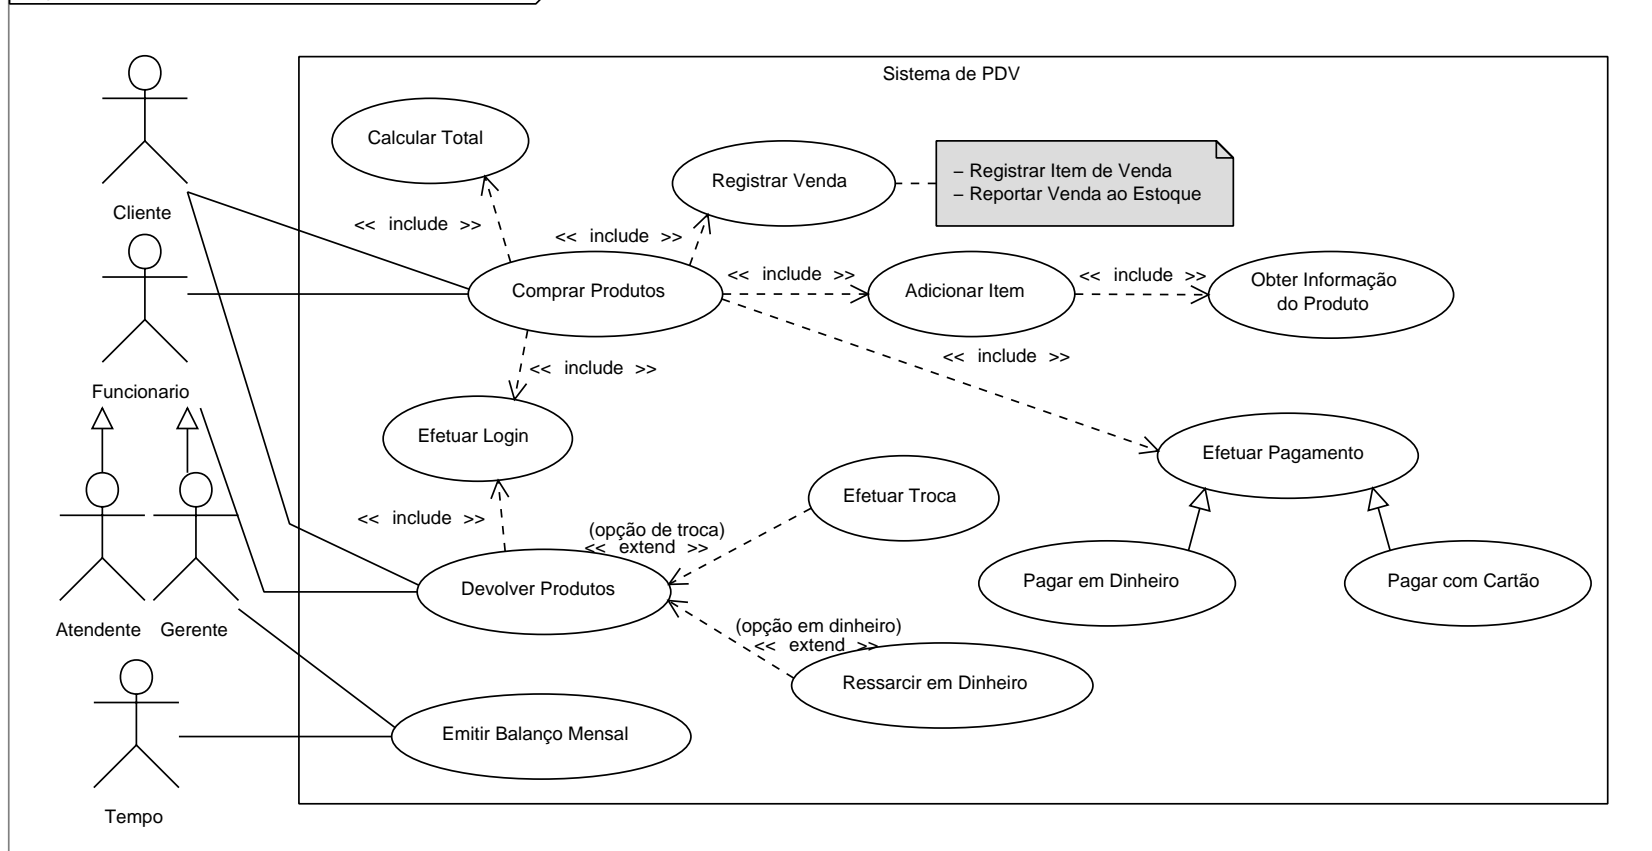 Sistema de PDV
Cliente
Calcular Total
Registrar Venda
– Registrar Item de Venda
– Reportar Venda ao Estoque
<< include >>
<< include >>
Funcionario
Comprar Produtos
<< include >>
Adicionar Item
<< include >>
Obter Informação
do Produto
<< include >>
<< include >>
Efetuar Login
Efetuar Pagamento
<< include >>
Efetuar Troca
(opção de troca)
<< extend >>
Devolver Produtos
Pagar em Dinheiro
Pagar com Cartão
Atendente
Gerente
(opção em dinheiro)
<< extend >>
Ressarcir em Dinheiro
Emitir Balanço Mensal
Tempo